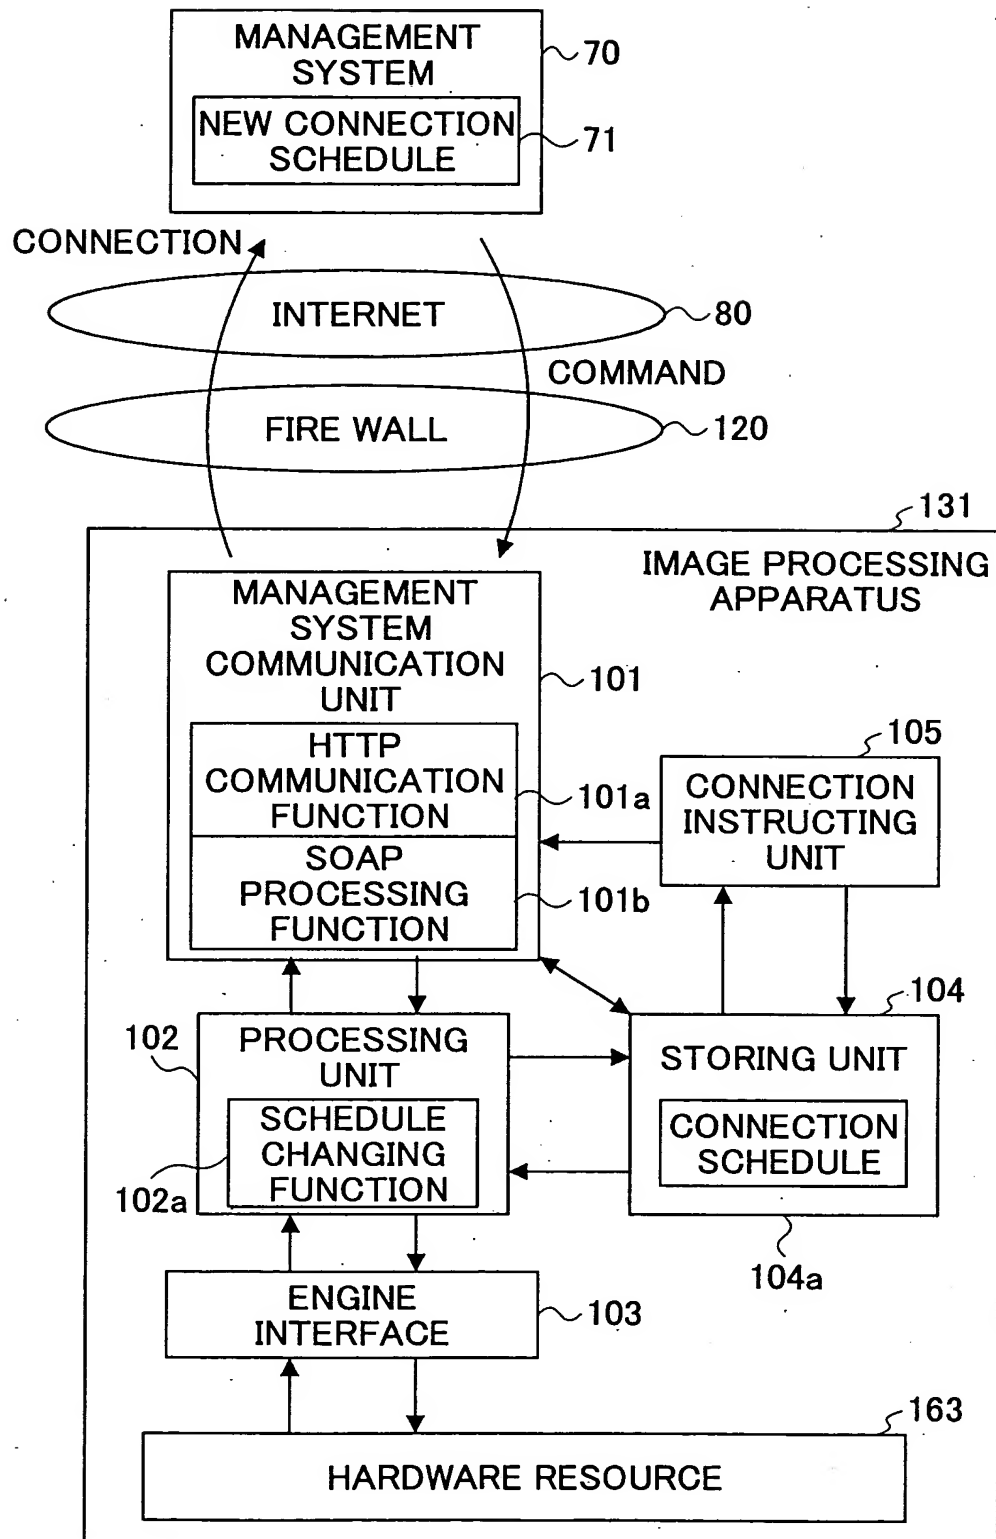 MANAGEMENT
SYSTEM
70
NEW CONNECTION
SCHEDULE
71
CONNECTION
INTERNET
80
COMMAND
FIRE WALL
120
131
IMAGE PROCESSING
APPARATUS
MANAGEMENT
SYSTEM
COMMUNICATION
UNIT
101
HTTP
COMMUNICATION
FUNCTION
101a
SOAP
PROCESSING
FUNCTION
101b
105
CONNECTION
INSTRUCTING
UNIT
102
PROCESSING
UNIT
SCHEDULE
CHANGING
FUNCTION
102a
104
STORING UNIT
CONNECTION
SCHEDULE
104a
ENGINE
INTERFACE
103
163
HARDWARE RESOURCE